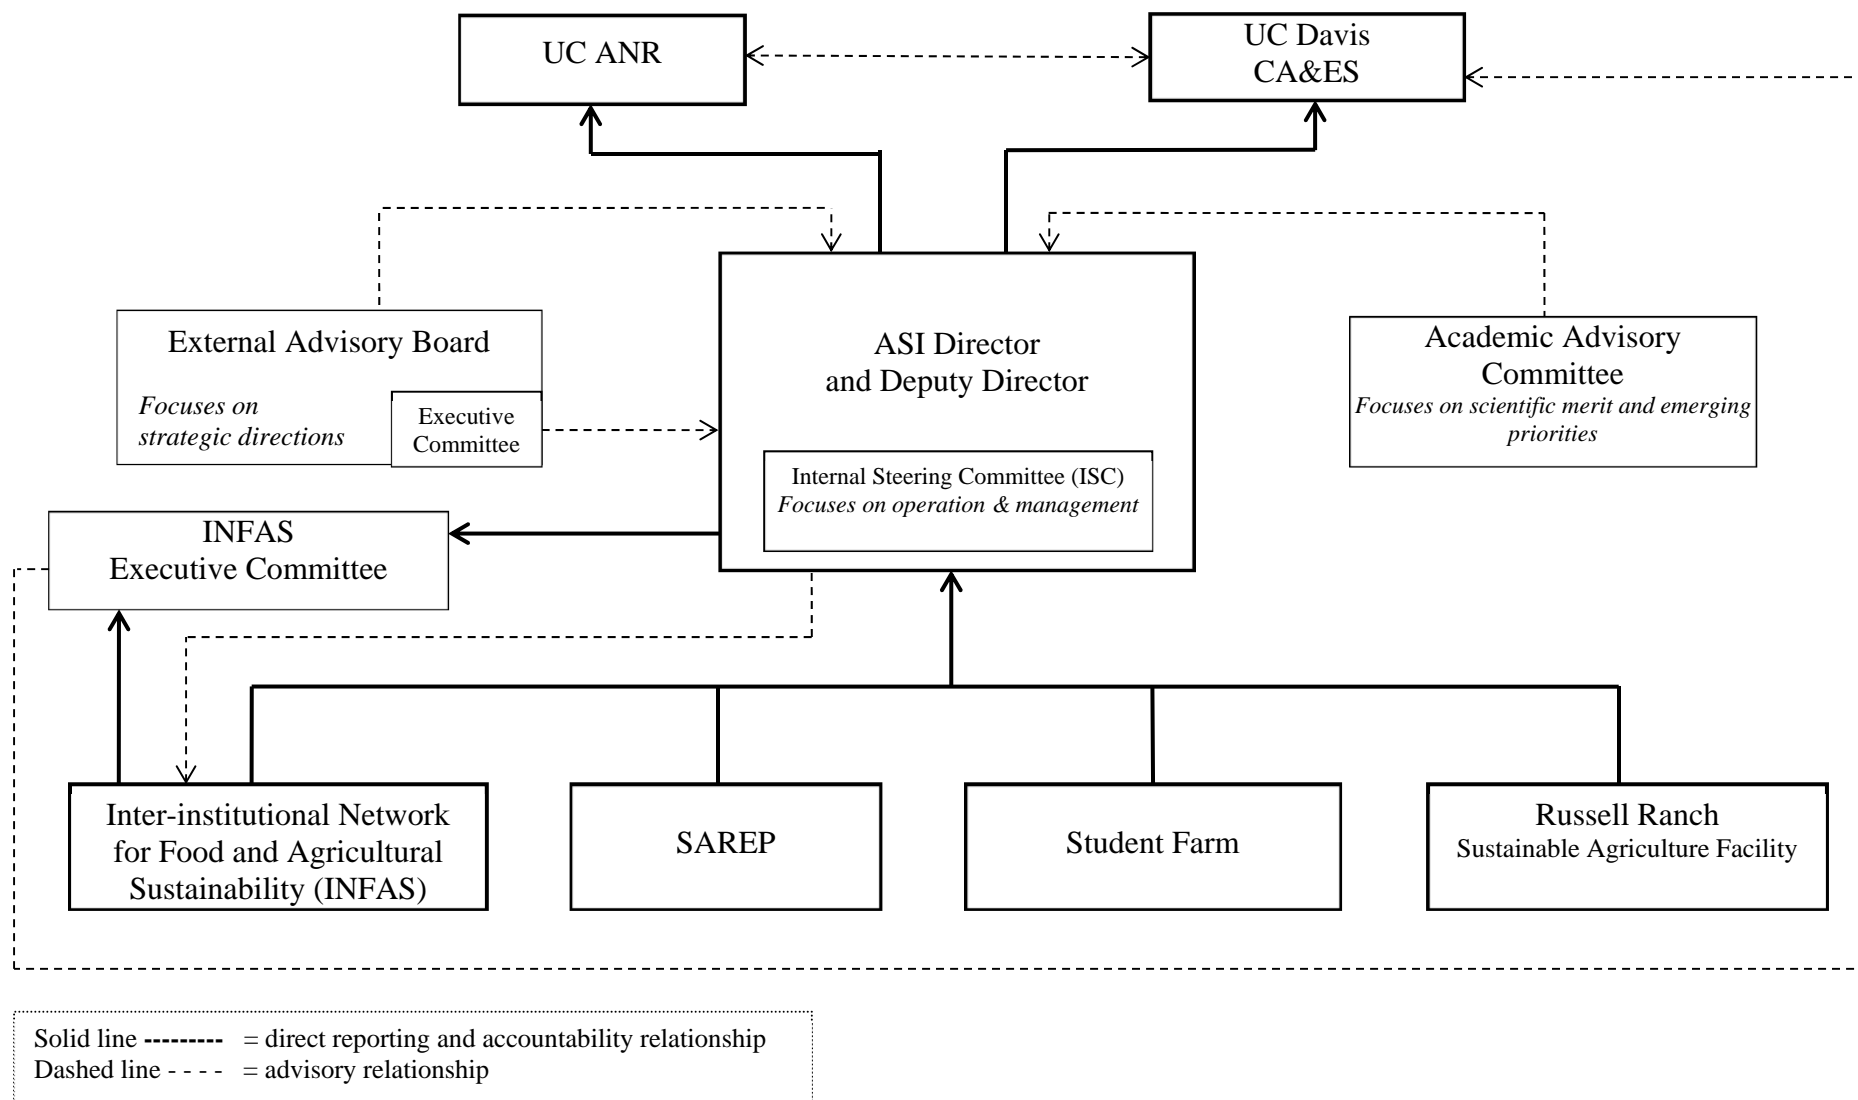 UC ANR
UC Davis
CA&ES
External Advisory Board
Focuses on
strategic directions
Executive
Committee
ASI Director
and Deputy Director
Internal Steering Committee (ISC)
Focuses on operation & management
Academic Advisory
Committee
Focuses on scientific merit and emerging
priorities
INFAS
Executive Committee
Inter-institutional Network
for Food and Agricultural
Sustainability (INFAS)
SAREP
Student Farm
Russell Ranch
Sustainable Agriculture Facility
Solid line --------- = direct reporting and accountability relationship
Dashed line - - - - = advisory relationship